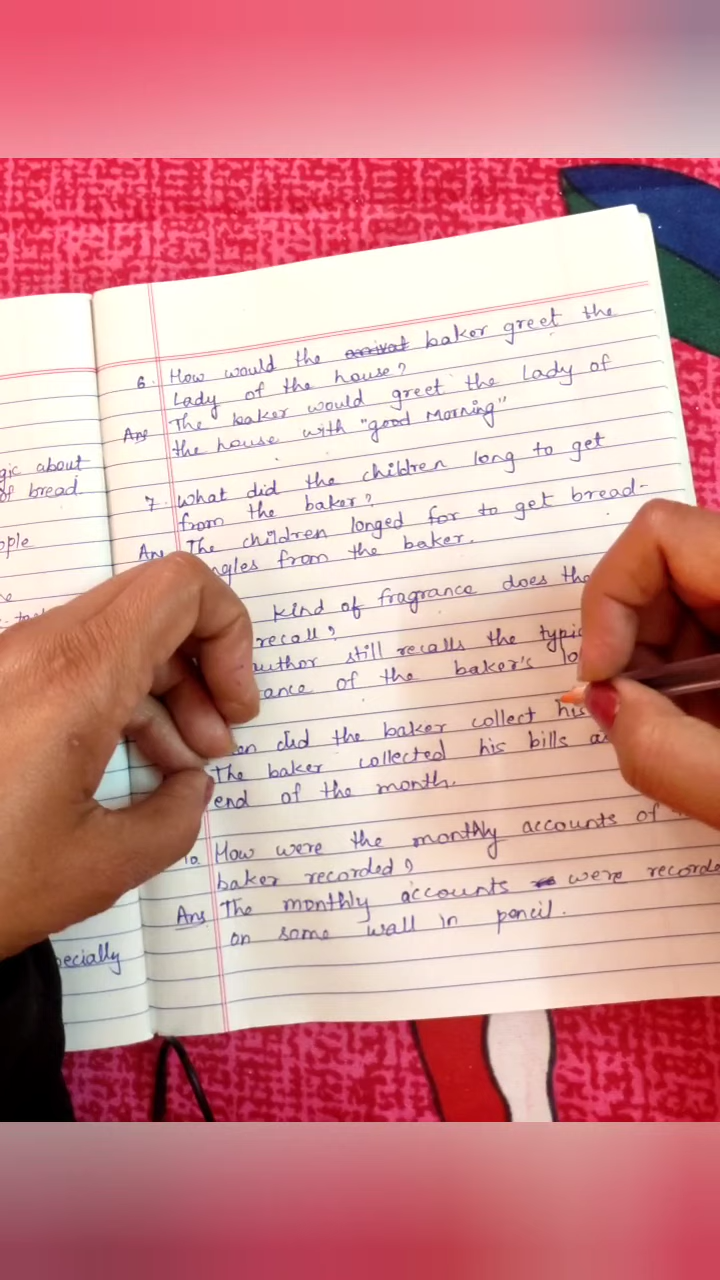 gic about
of bread.
ople
6. How would the baker greet the
Lady of the house?
Ans The baker would greet the Lady of
the house with "good Morning"
7. What did the children long to get
from the baker?
Ans The children longed for to get bread-
ngles from the baker.
kind of fragrance does the
recall?
author still recalls the typic
ance of the baker's lo
en did the baker collect his
The baker collected his bills a
end of the month.
10. How were the monthly accounts of
baker recorded?
Ans The monthly accounts were recorde
on some wall in pencil.
pecially